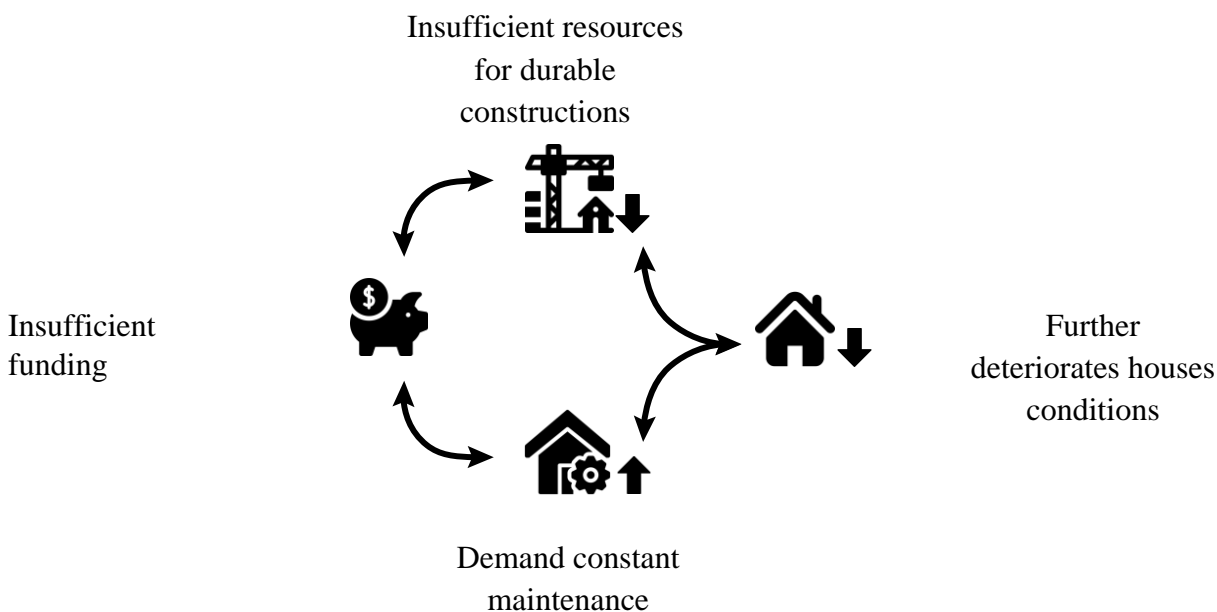 Insufficient resources
for durable
constructions
$
Insufficient
funding
Further
deteriorates houses
conditions
Demand constant
maintenance